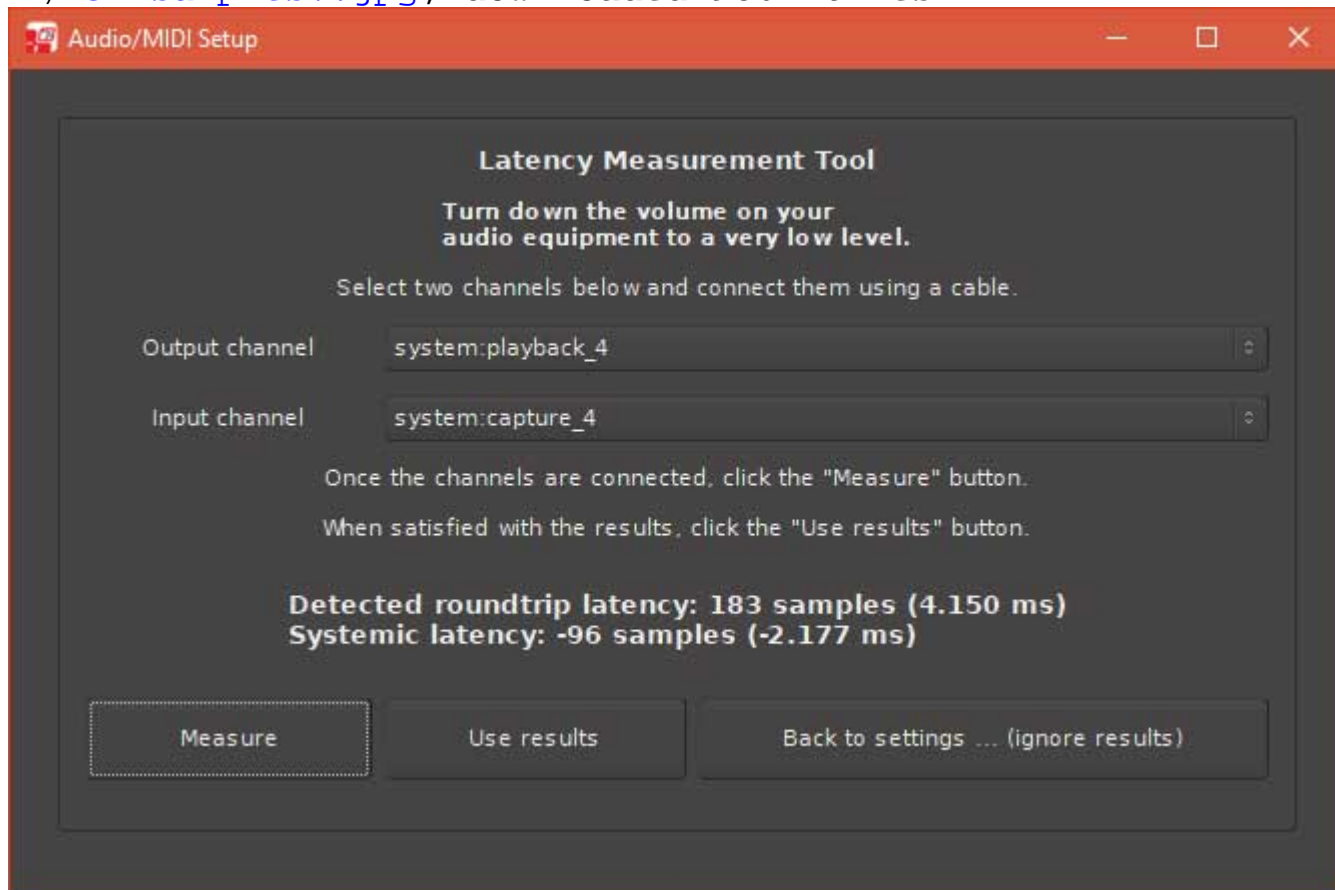 Audio/MIDI Setup
Latency Measurement Tool
Turn down the volume on your
audio equipment to a very low level.
Select two channels below and connect them using a cable.
Output channel system:playback_4
Input channel system:capture_4
Once the channels are connected, click the "Measure" button.
When satisfied with the results, click the "Use results" button.
Detected roundtrip latency: 183 samples (4.150 ms)
Systemic latency: -96 samples (-2.177 ms)
Measure Use results Back to settings ... (ignore results)